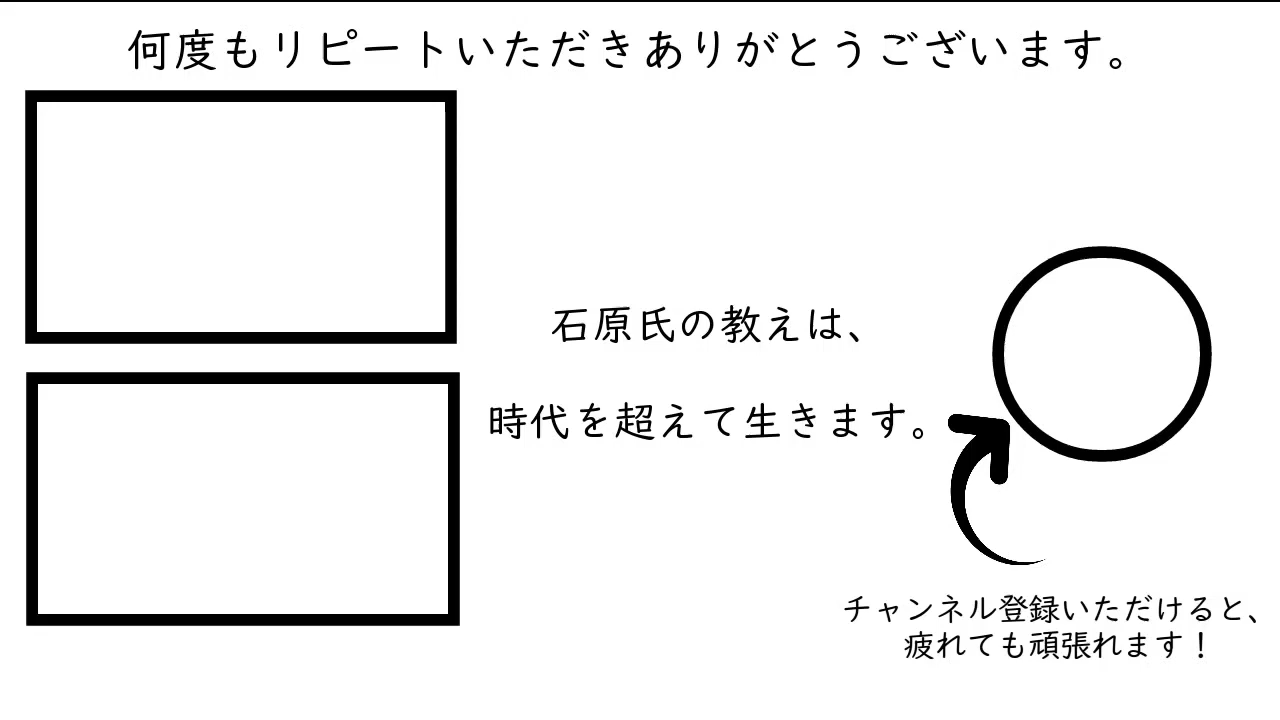 何度もリピートいただきありがとうございます。
石原氏の教えは、
時代を超えて生きます。
チャンネル登録いただけると、
疲れても頑張れます！